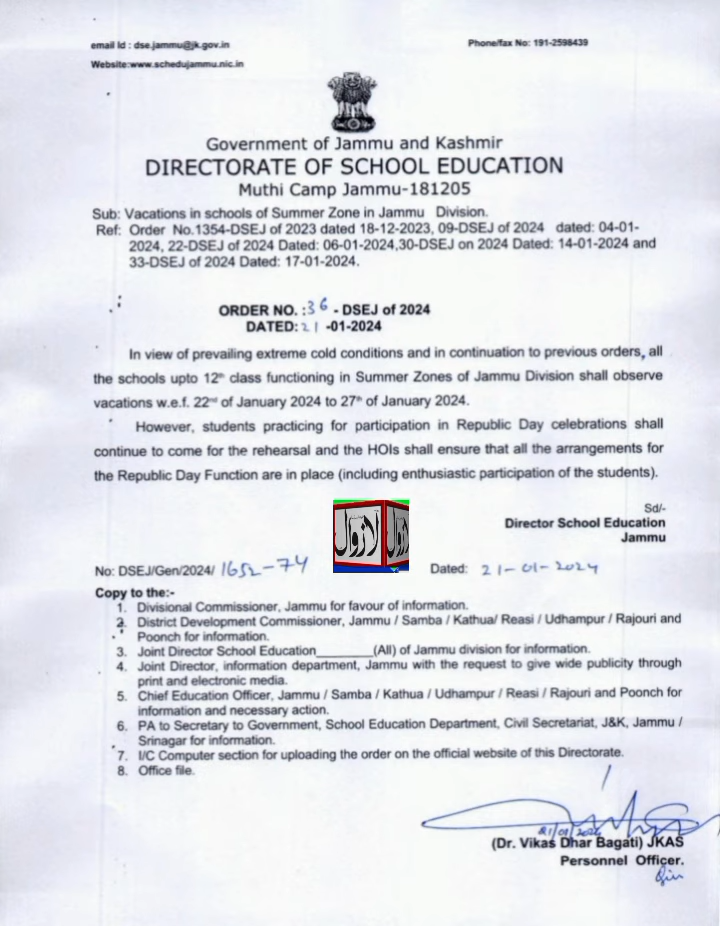 email Id : dse.jammu@jk.gov.in
Phone/fax No: 191-2598439
Website:www.schedujammu.nic.in
Government of Jammu and Kashmir
DIRECTORATE OF SCHOOL EDUCATION
Muthi Camp Jammu-181205
Sub: Vacations in schools of Summer Zone in Jammu Division.
Ref: Order No.1354-DSEJ of 2023 dated 18-12-2023, 09-DSEJ of 2024 dated: 04-01-
2024, 22-DSEJ of 2024 Dated: 06-01-2024,30-DSEJ on 2024 Dated: 14-01-2024 and
33-DSEJ of 2024 Dated: 17-01-2024.
ORDER NO. :36 - DSEJ of 2024
DATED:21 -01-2024
In view of prevailing extreme cold conditions and in continuation to previous orders, all
the schools upto 12th class functioning in Summer Zones of Jammu Division shall observe
vacations w.e.f. 22nd of January 2024 to 27th of January 2024.
However, students practicing for participation in Republic Day celebrations shall
continue to come for the rehearsal and the HOIs shall ensure that all the arrangements for
the Republic Day Function are in place (including enthusiastic participation of the students).
Sd/-
Director School Education
Jammu
لازوال لازوال
No: DSEJ/Gen/2024/ 1652-74
Dated: 21-01-2024
Copy to the:-
1. Divisional Commissioner, Jammu for favour of information.
2. District Development Commissioner, Jammu / Samba / Kathua/ Reasi / Udhampur / Rajouri and
Poonch for information.
3. Joint Director School Education________(All) of Jammu division for information.
4. Joint Director, information department, Jammu with the request to give wide publicity through
print and electronic media.
5. Chief Education Officer, Jammu / Samba / Kathua / Udhampur / Reasi / Rajouri and Poonch for
information and necessary action.
6. PA to Secretary to Government, School Education Department, Civil Secretariat, J&K, Jammu /
Srinagar for information.
7. I/C Computer section for uploading the order on the official website of this Directorate.
8. Office file.
21/01/2024
(Dr. Vikas Dhar Bagati) JKAS
Personnel Officer.